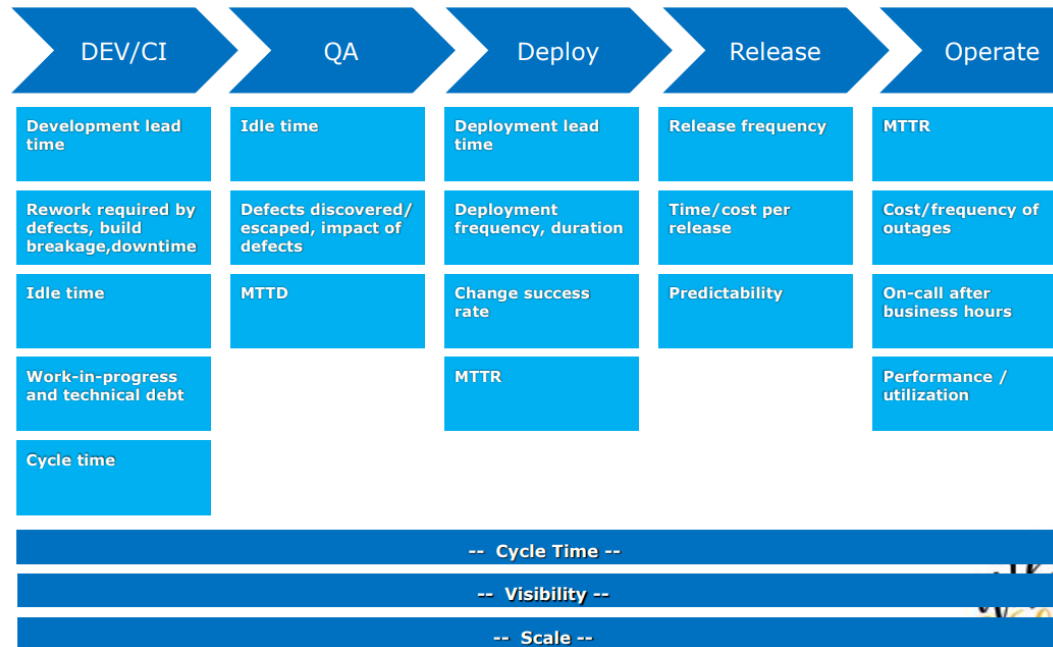 DEV/CI
QA
Deploy
Release
Operate
Development lead
time
Rework required by
defects, build
breakage,downtime
Idle time
Work-in-progress
and technical debt
Cycle time
Idle time
Defects discovered/
escaped, impact of
defects
MTTD
Deployment lead
time
Deployment
frequency, duration
Change success
rate
MTTR
Release frequency
Time/cost per
release
Predictability
MTTR
Cost/frequency of
outages
On-call after
business hours
Performance /
utilization
-- Cycle Time --
-- Visibility --
-- Scale --